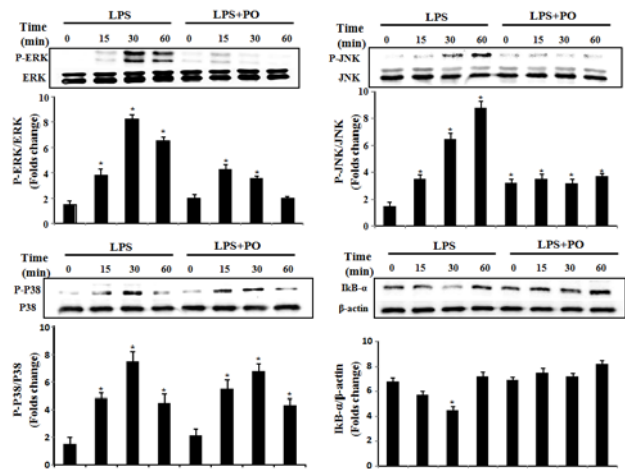 LPS LPS+PO
Time
(min) 0 15 30 60 0 15 30 60
P-ERK
ERK
P-ERK/ERK
(Folds change)
10
8
6
4
2
0
* * * * *
LPS LPS+PO
Time
(min) 0 15 30 60 0 15 30 60
P-JNK
JNK
P-JNK/JNK
(Folds change)
10
8
6
4
2
0
* * * * * * *
LPS LPS+PO
Time
(min) 0 15 30 60 0 15 30 60
P-P38
P38
P-P38/P38
(Folds change)
10
8
6
4
2
0
* * * * * *
LPS LPS+PO
Time
(min) 0 15 30 60 0 15 30 60
IkB-α
β-actin
IkB-α/β-actin
(Folds change)
10
8
6
4
2
0
*